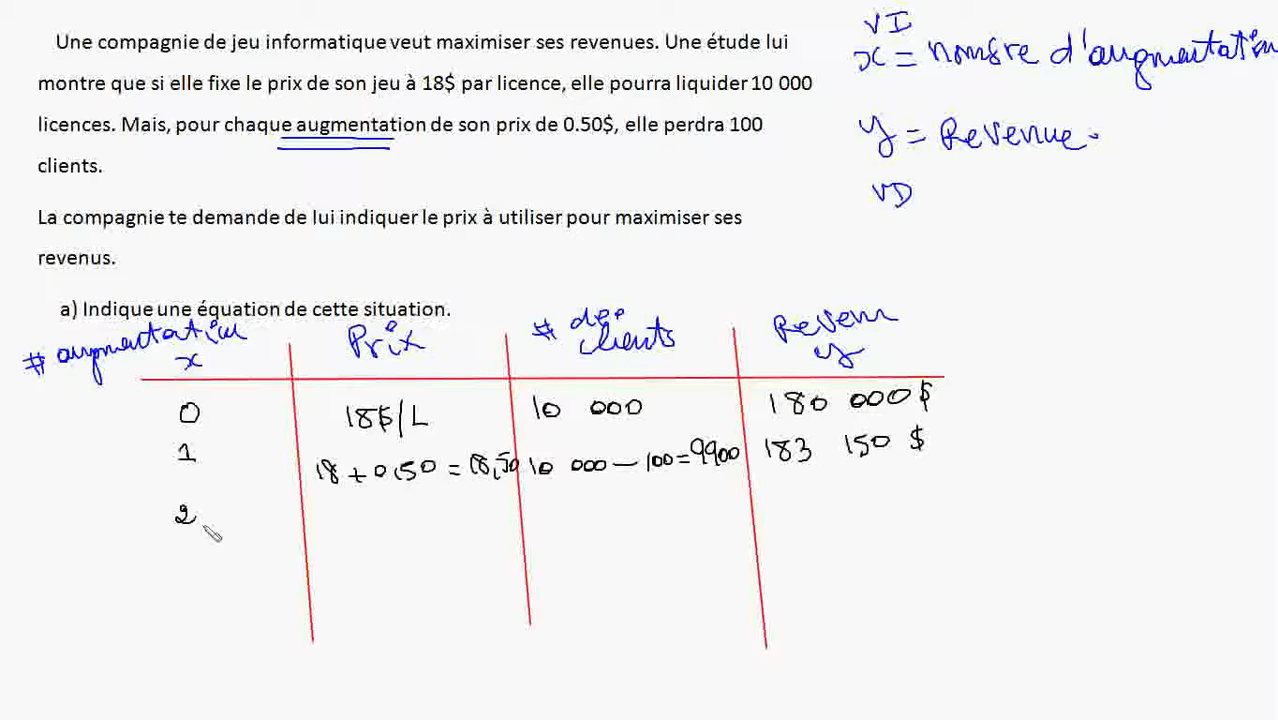 Une compagnie de jeu informatique veut maximiser ses revenues. Une étude lui
montre que si elle fixe le prix de son jeu à 18$ par licence, elle pourra liquider 10 000
licences. Mais, pour chaque augmentation de son prix de 0.50$, elle perdra 100
clients.
La compagnie te demande de lui indiquer le prix à utiliser pour maximiser ses
revenus.
a) Indique une équation de cette situation.
VI
x = nombre d'augmentation
y = Revenue
VD
# augmentation x Prix # des clients Revenu y
0 18$/L 10 000 180 000 $
1 18 + 0,50 = 18,50 10 000 - 100 = 9900 183 150 $
2